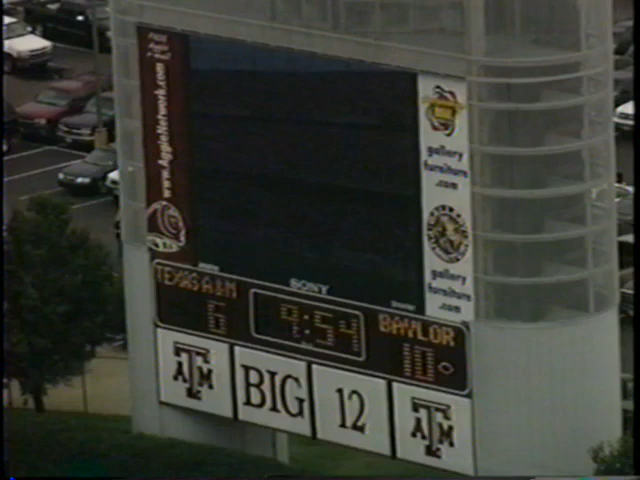 www.AggieNetwork.com
gallery
furniture
.com
gallery
furniture
.com
SONY
TEXAS A&M
6
9:54
BAYLOR
10
ATM
BIG
12
ATM